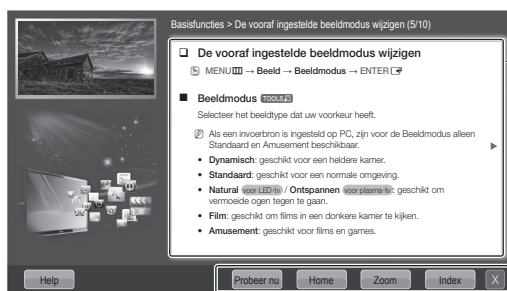 Basisfuncties > De vooraf ingestelde beeldmodus wijzigen (5/10)
❑ De vooraf ingestelde beeldmodus wijzigen
MENU → Beeld → Beeldmodus → ENTER
■ Beeldmodus TOOLS
Selecteer het beeldtype dat uw voorkeur heeft.
Als een invoerbron is ingesteld op PC, zijn voor de Beeldmodus alleen
Standaard en Amusement beschikbaar.
• Dynamisch: geschikt voor een heldere kamer.
• Standaard: geschikt voor een normale omgeving.
• Natural voor LED-tv / Ontspannen voor plasma-tv: geschikt om
vermoeide ogen tegen te gaan.
• Film: geschikt om films in een donkere kamer te kijken.
• Amusement: geschikt voor films en games.
Help
Probeer nu
Home
Zoom
Index
X